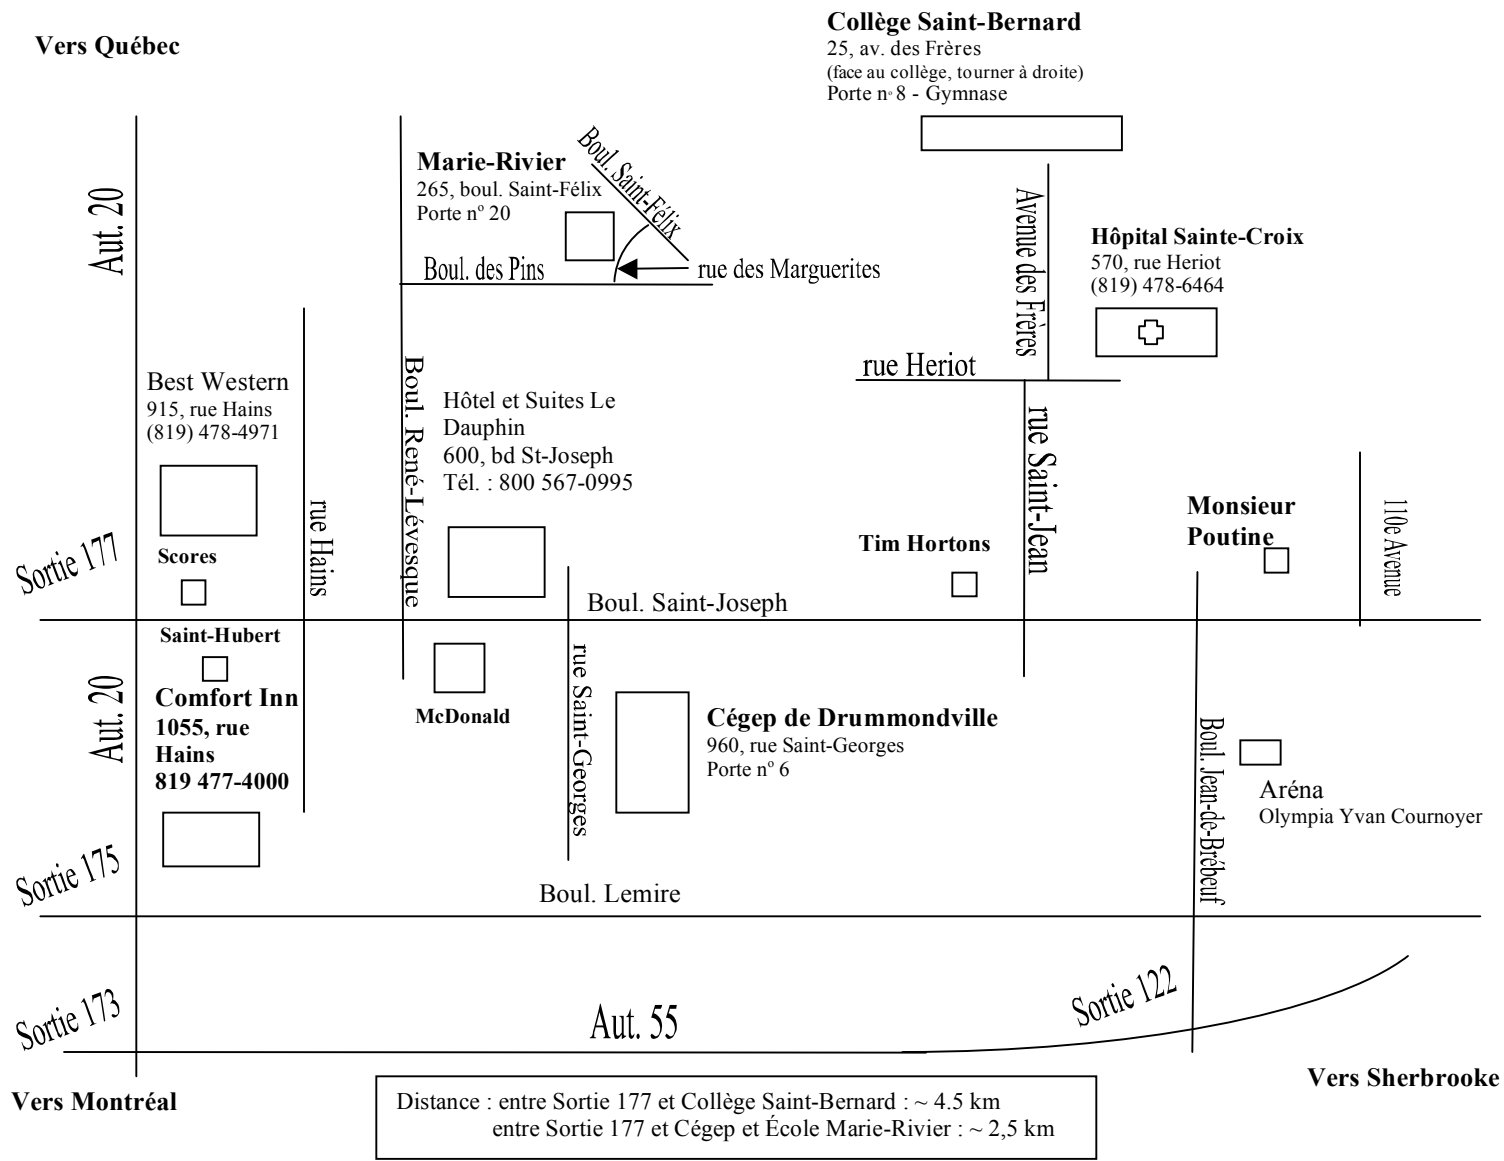 Collège Saint-Bernard
25, av. des Frères
(face au collège, tourner à droite)
Porte n° 8 - Gymnase
Vers Québec
Marie-Rivier
265, boul. Saint-Félix
Porte nº 20
Boul. Saint-Félix
Boul. des Pins
rue des Marguerites
Aut. 20
Avenue des Frères
Hôpital Sainte-Croix
570, rue Heriot
(819) 478-6464
rue Heriot
Best Western
915, rue Hains
(819) 478-4971
Boul. René-Lévesque
Hôtel et Suites Le
Dauphin
600, bd St-Joseph
Tél. : 800 567-0995
rue Saint-Jean
rue Hains
Monsieur
Poutine
110e Avenue
Sortie 177
Scores
Tim Hortons
Boul. Saint-Joseph
Saint-Hubert
Aut. 20
Comfort Inn
1055, rue
Hains
819 477-4000
McDonald
rue Saint-Georges
Cégep de Drummondville
960, rue Saint-Georges
Porte nº 6
Boul. Jean-de-Brébeuf
Aréna
Olympia Yvan Cournoyer
Sortie 175
Boul. Lemire
Sortie 173
Aut. 55
Sortie 122
Vers Montréal
Vers Sherbrooke
Distance : entre Sortie 177 et Collège Saint-Bernard : ~ 4.5 km
entre Sortie 177 et Cégep et École Marie-Rivier : ~ 2,5 km